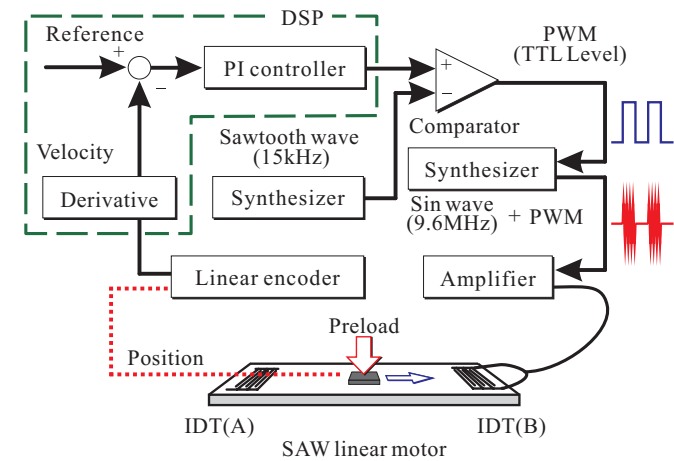 DSP
Reference
+
−
PI controller
+
−
Comparator
PWM
(TTL Level)
Velocity
Derivative
Sawtooth wave
(15kHz)
Synthesizer
Synthesizer
Sin wave
(9.6MHz) + PWM
Linear encoder
Amplifier
Preload
Position
IDT(A)
IDT(B)
SAW linear motor